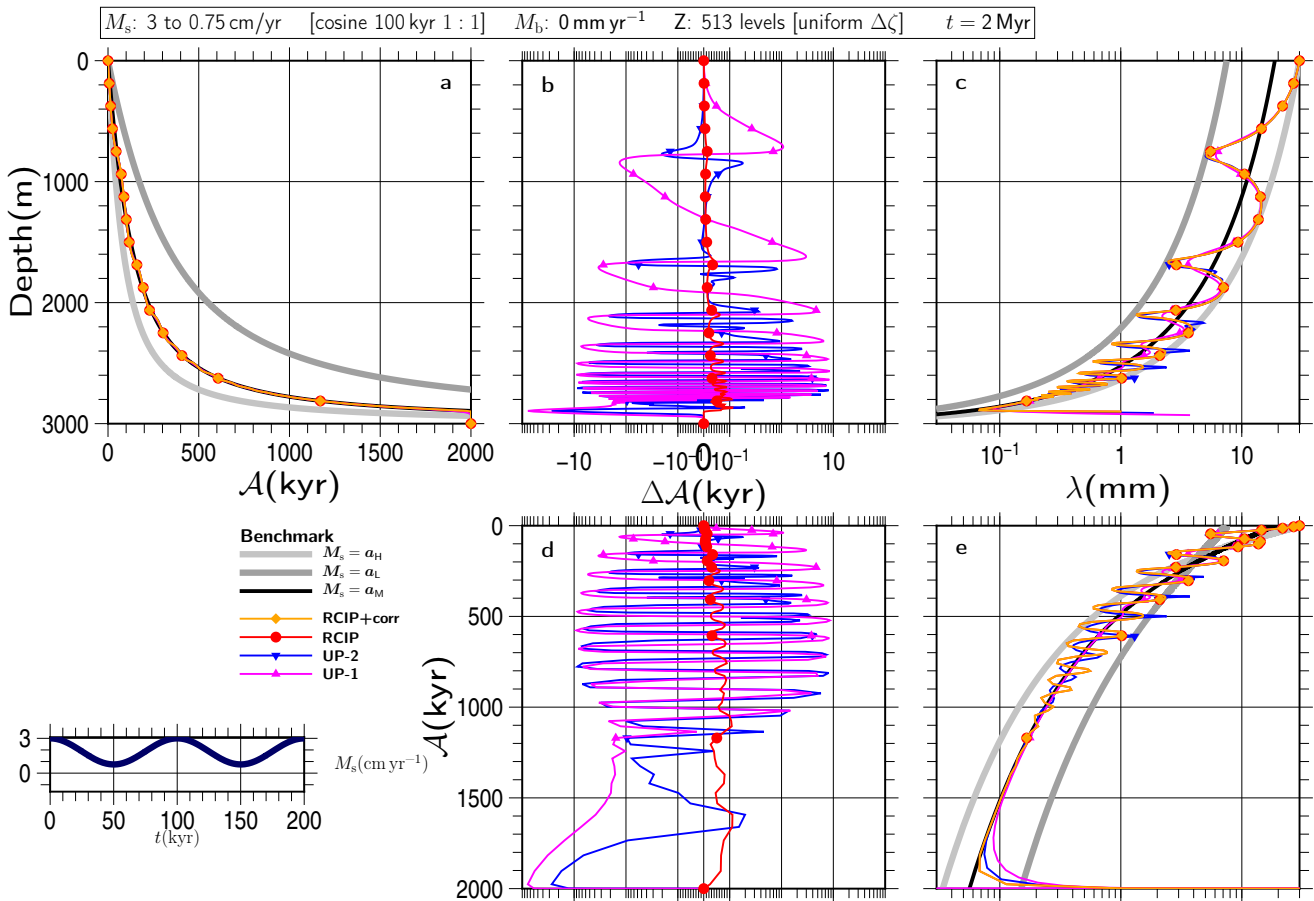 Mₛ: 3 to 0.75 cm/yr [cosine 100 kyr 1 : 1] M_b: 0 mm yr⁻¹ Z: 513 levels [uniform Δζ] t = 2 Myr
a
b
c
0
1000
2000
3000
Depth(m)
0 500 1000 1500 2000
𝒜(kyr)
−10 −10⁻¹ 0 10⁻¹ 10
Δ𝒜(kyr)
10⁻¹ 1 10
λ(mm)
Benchmark
Mₛ = a_H
Mₛ = a_L
Mₛ = a_M
RCIP+corr
RCIP
UP-2
UP-1
3
0
Mₛ(cm yr⁻¹)
0 50 100 150 200
t(kyr)
d
e
0
500
1000
1500
2000
𝒜(kyr)